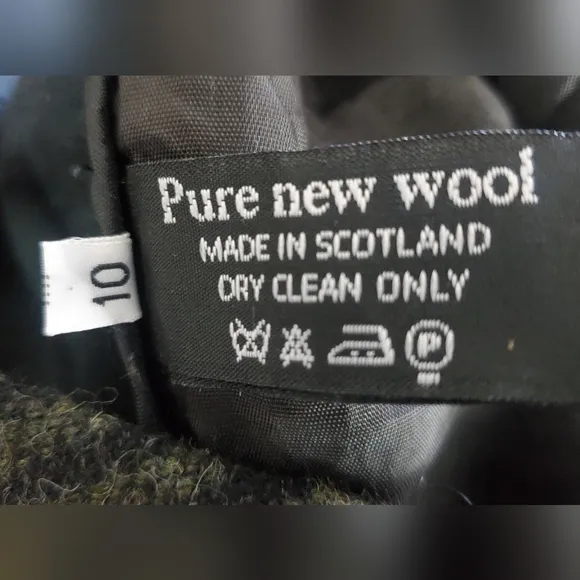 Pure new wool
MADE IN SCOTLAND
DRY CLEAN ONLY
P
10